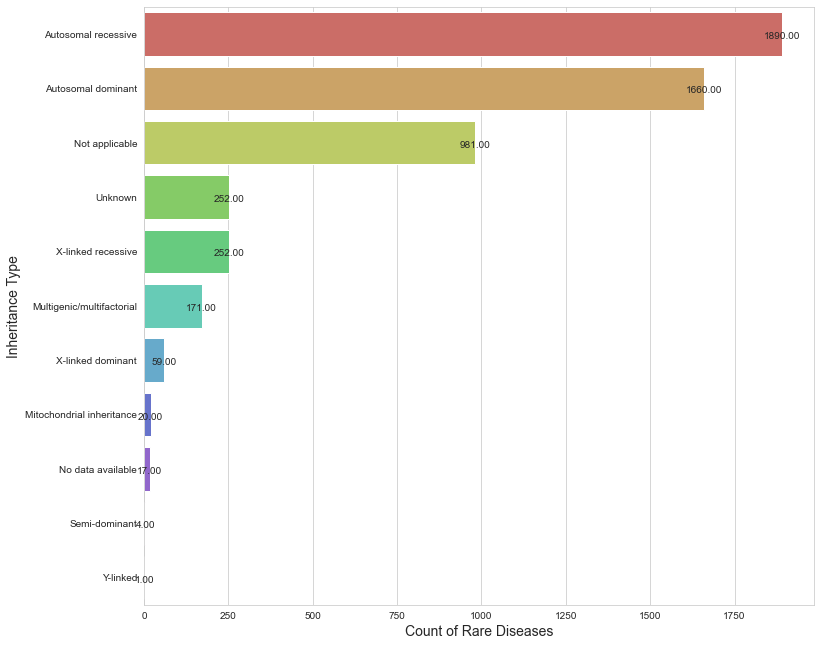 Autosomal recessive 1890.00
Autosomal dominant 1660.00
Not applicable 981.00
Unknown 252.00
X-linked recessive 252.00
Multigenic/multifactorial 171.00
X-linked dominant 59.00
Mitochondrial inheritance 20.00
No data available 17.00
Semi-dominant 4.00
Y-linked 1.00
Inheritance Type
0 250 500 750 1000 1250 1500 1750
Count of Rare Diseases